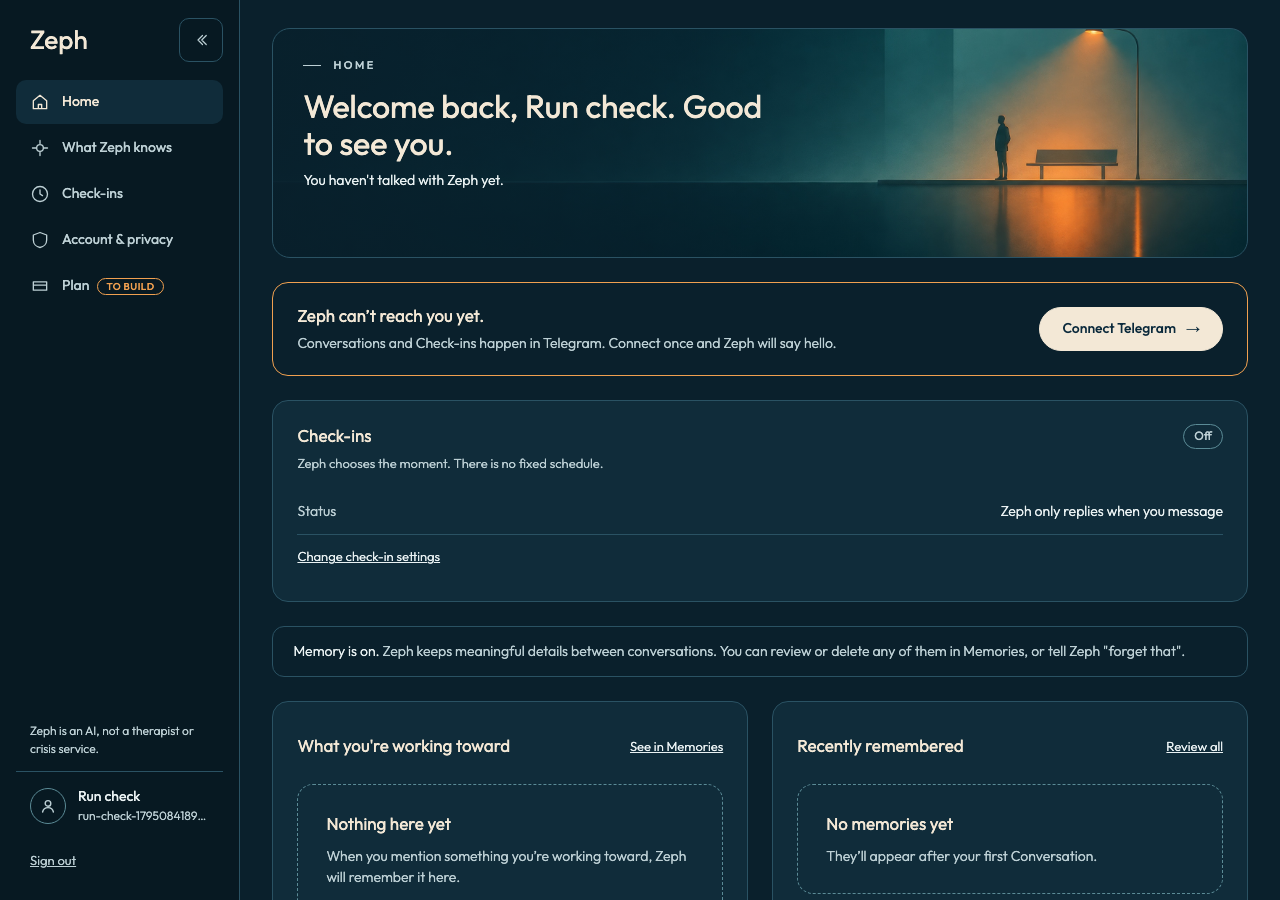 Zeph
Home
What Zeph knows
Check-ins
Account & privacy
Plan TO BUILD
Zeph is an AI, not a therapist or
crisis service.
Run check
run-check-1795084189...
Sign out
HOME
Welcome back, Run check. Good
to see you.
You haven't talked with Zeph yet.
Zeph can’t reach you yet.
Conversations and Check-ins happen in Telegram. Connect once and Zeph will say hello.
Connect Telegram →
Check-ins
Off
Zeph chooses the moment. There is no fixed schedule.
Status
Zeph only replies when you message
Change check-in settings
Memory is on. Zeph keeps meaningful details between conversations. You can review or delete any of them in Memories, or tell Zeph "forget that".
What you're working toward
See in Memories
Nothing here yet
When you mention something you’re working toward, Zeph
will remember it here.
Recently remembered
Review all
No memories yet
They’ll appear after your first Conversation.